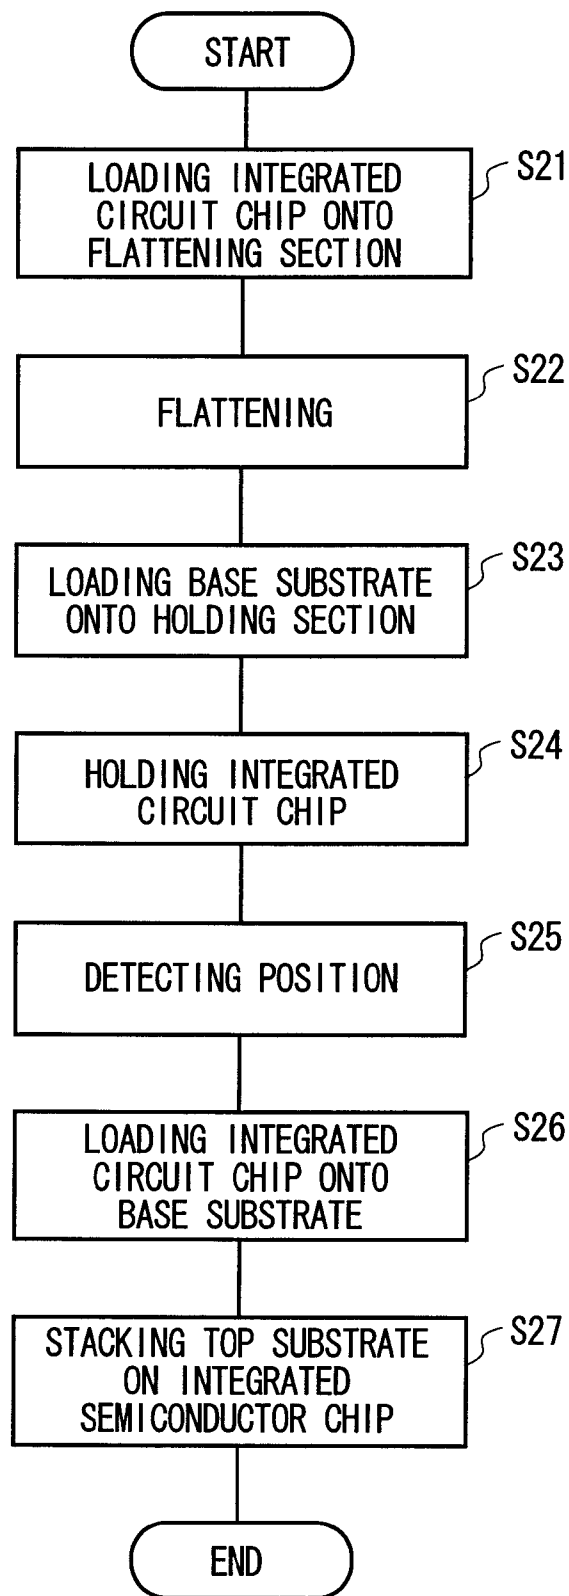 START
LOADING INTEGRATED
CIRCUIT CHIP ONTO
FLATTENING SECTION
S21
FLATTENING
S22
LOADING BASE SUBSTRATE
ONTO HOLDING SECTION
S23
HOLDING INTEGRATED
CIRCUIT CHIP
S24
DETECTING POSITION
S25
LOADING INTEGRATED
CIRCUIT CHIP ONTO
BASE SUBSTRATE
S26
STACKING TOP SUBSTRATE
ON INTEGRATED
SEMICONDUCTOR CHIP
S27
END